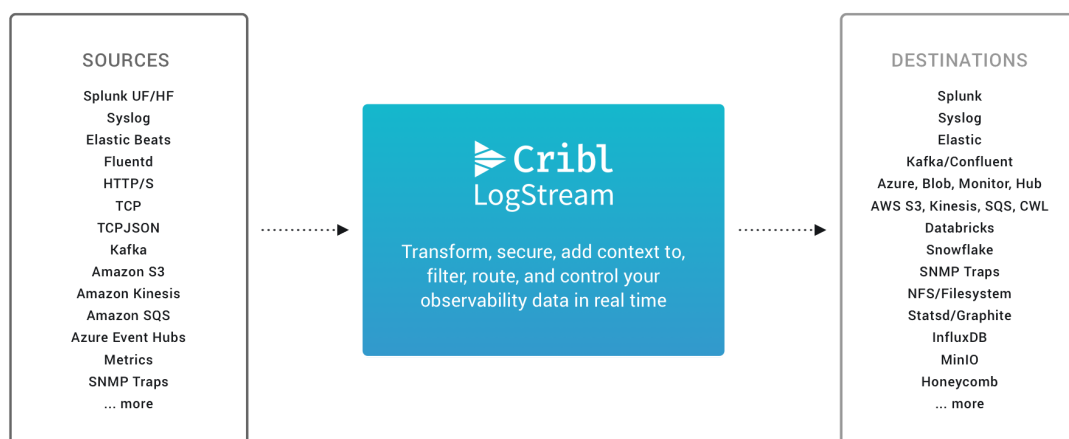 SOURCES
Splunk UF/HF
Syslog
Elastic Beats
Fluentd
HTTP/S
TCP
TCPJSON
Kafka
Amazon S3
Amazon Kinesis
Amazon SQS
Azure Event Hubs
Metrics
SNMP Traps
... more
Cribl
LogStream
Transform, secure, add context to,
filter, route, and control your
observability data in real time
DESTINATIONS
Splunk
Syslog
Elastic
Kafka/Confluent
Azure, Blob, Monitor, Hub
AWS S3, Kinesis, SQS, CWL
Databricks
Snowflake
SNMP Traps
NFS/Filesystem
Statsd/Graphite
InfluxDB
MinIO
Honeycomb
... more